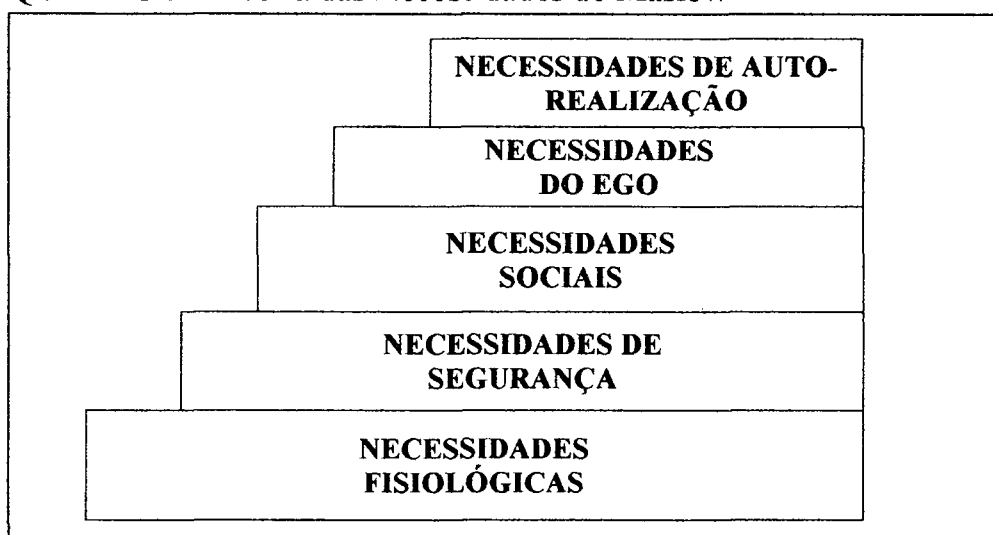 NECESSIDADES DE AUTO-
REALIZAÇÃO
NECESSIDADES
DO EGO
NECESSIDADES
SOCIAIS
NECESSIDADES DE
SEGURANÇA
NECESSIDADES
FISIOLÓGICAS